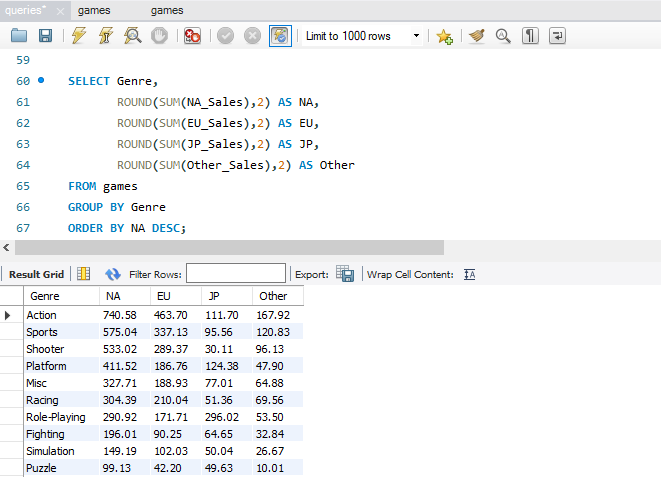 queries* × games games
Limit to 1000 rows
59
60 SELECT Genre,
61 ROUND(SUM(NA_Sales),2) AS NA,
62 ROUND(SUM(EU_Sales),2) AS EU,
63 ROUND(SUM(JP_Sales),2) AS JP,
64 ROUND(SUM(Other_Sales),2) AS Other
65 FROM games
66 GROUP BY Genre
67 ORDER BY NA DESC;
Result Grid Filter Rows: Export: Wrap Cell Content: IA
Genre NA EU JP Other
Action 740.58 463.70 111.70 167.92
Sports 575.04 337.13 95.56 120.83
Shooter 533.02 289.37 30.11 96.13
Platform 411.52 186.76 124.38 47.90
Misc 327.71 188.93 77.01 64.88
Racing 304.39 210.04 51.36 69.56
Role-Playing 290.92 171.71 296.02 53.50
Fighting 196.01 90.25 64.65 32.84
Simulation 149.19 102.03 50.04 26.67
Puzzle 99.13 42.20 49.63 10.01